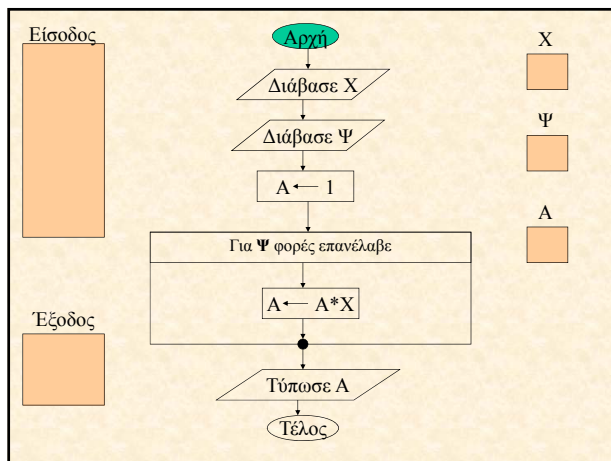 Είσοδος
Έξοδος
Αρχή
Διάβασε Χ
Διάβασε Ψ
Α ← 1
Για Ψ φορές επανέλαβε
Α ← Α*Χ
Τύπωσε Α
Τέλος
Χ
Ψ
Α